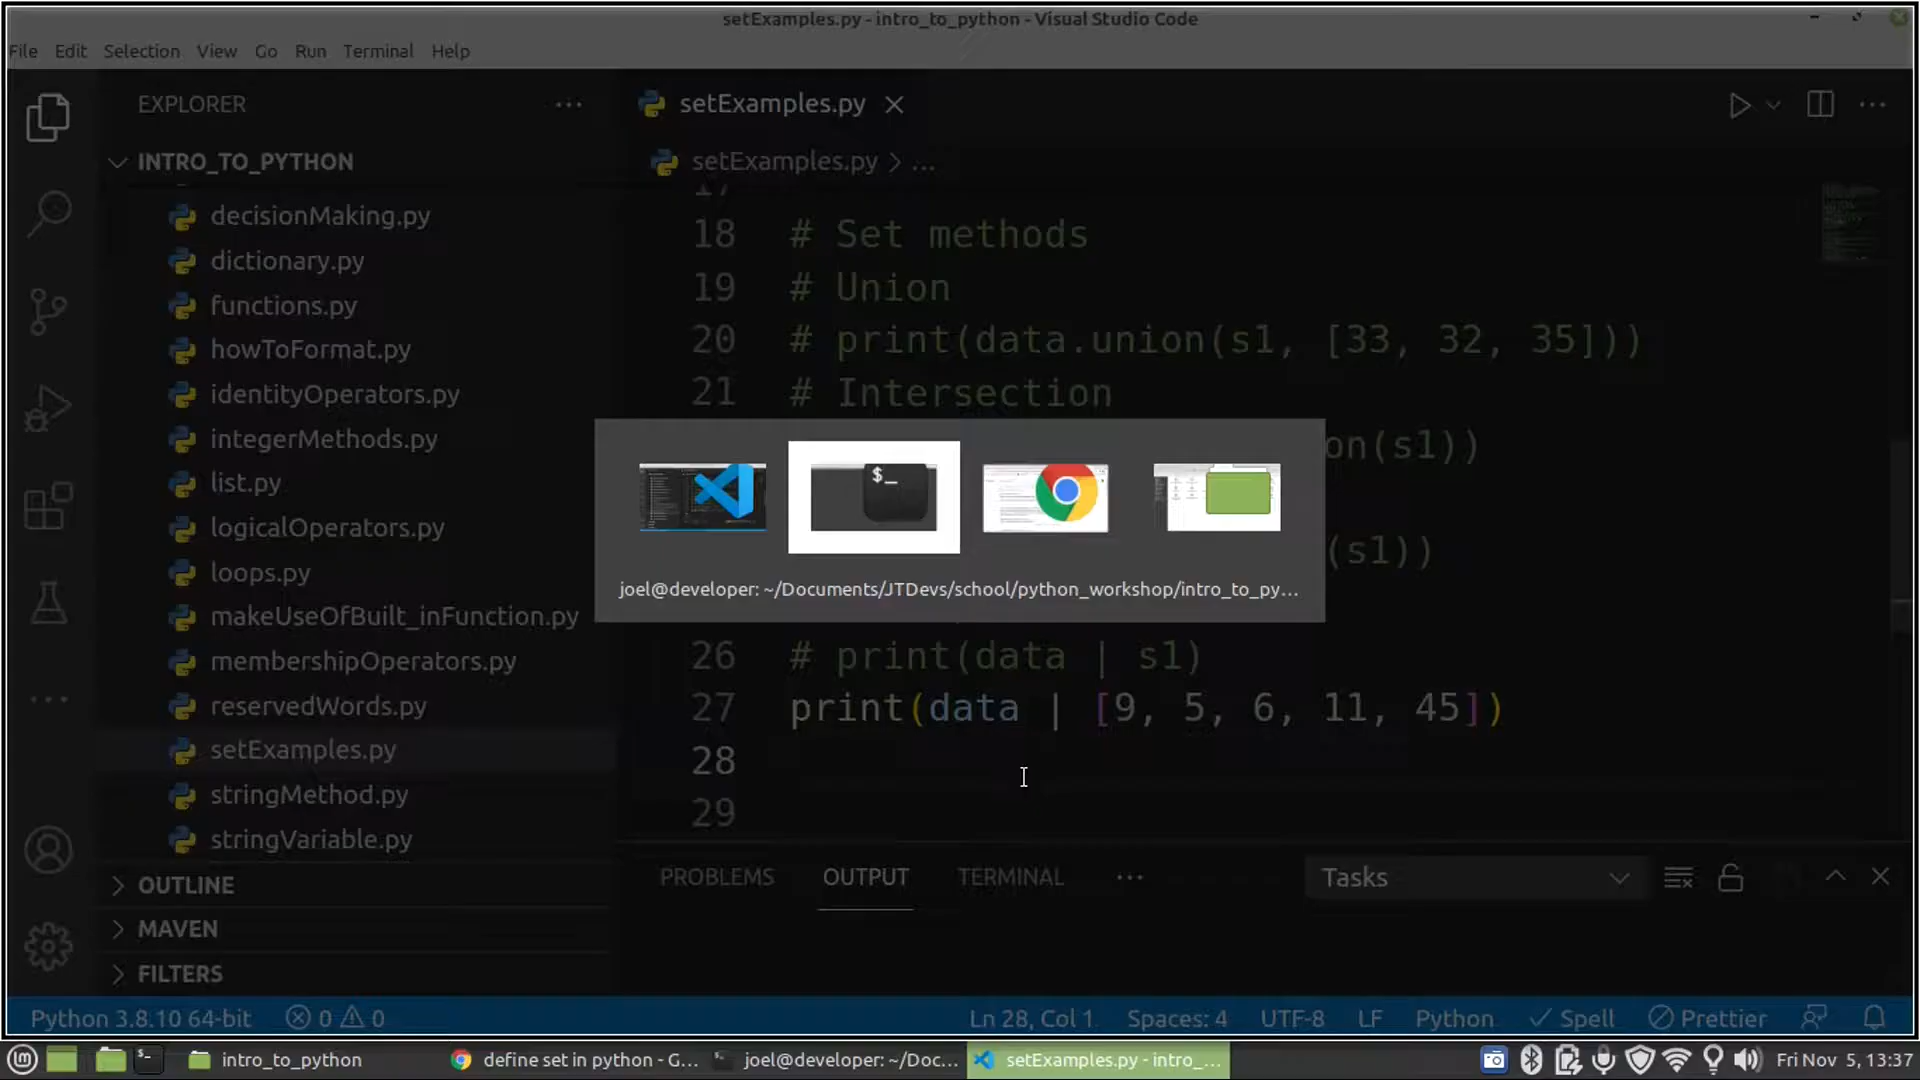 setExamples.py - intro_to_python - Visual Studio Code
File Edit Selection View Go Run Terminal Help
EXPLORER
INTRO_TO_PYTHON
decisionMaking.py
dictionary.py
functions.py
howToFormat.py
identityOperators.py
integerMethods.py
list.py
logicalOperators.py
loops.py
makeUseOfBuilt_inFunction.py
membershipOperators.py
reservedWords.py
setExamples.py
stringMethod.py
stringVariable.py
OUTLINE
MAVEN
FILTERS
setExamples.py
setExamples.py > ...
17
18 # Set methods
19 # Union
20 # print(data.union(s1, [33, 32, 35]))
21 # Intersection
on(s1))
(s1))
$_
joel@developer: ~/Documents/JTDevs/school/python_workshop/intro_to_py...
26 # print(data | s1)
27 print(data | [9, 5, 6, 11, 45])
28
29
PROBLEMS OUTPUT TERMINAL ...
Tasks
Python 3.8.10 64-bit 0 0 Ln 28, Col 1 Spaces: 4 UTF-8 LF Python Spell Prettier
intro_to_python define set in python - G... joel@developer: ~/Doc... setExamples.py - intro_... Fri Nov 5, 13:37